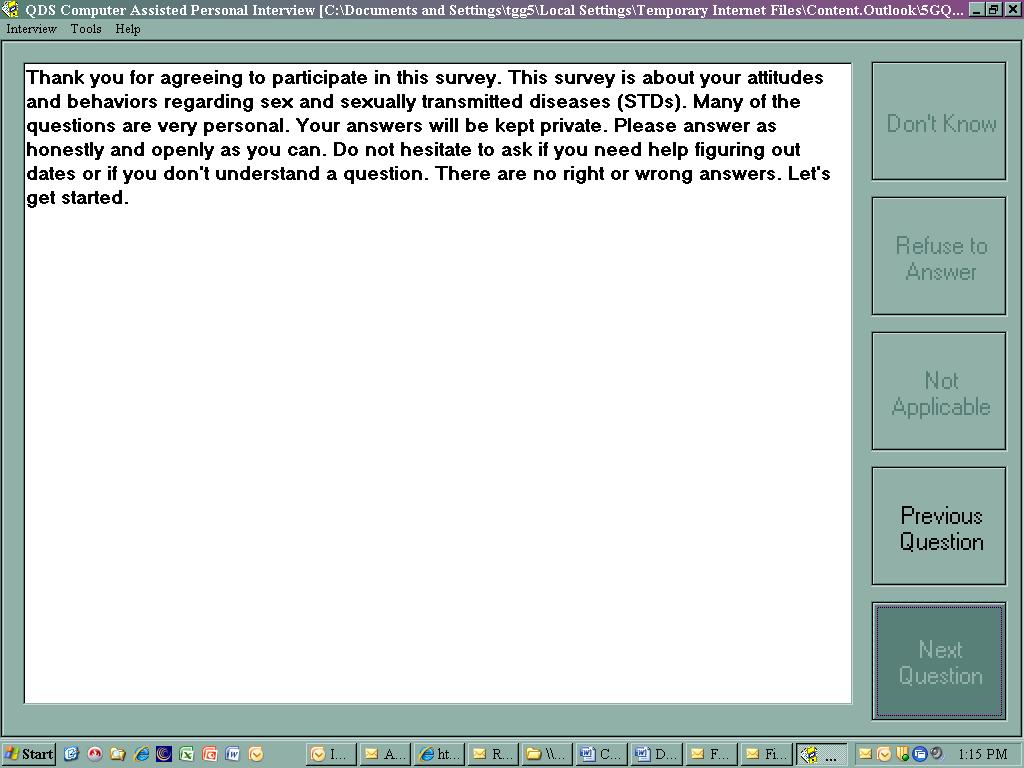 QDS Computer Assisted Personal Interview [C:\Documents and Settings\tgg5\Local Settings\Temporary Internet Files\Content.Outlook\5GQ...
Interview Tools Help
Thank you for agreeing to participate in this survey. This survey is about your attitudes
and behaviors regarding sex and sexually transmitted diseases (STDs). Many of the
questions are very personal. Your answers will be kept private. Please answer as
honestly and openly as you can. Do not hesitate to ask if you need help figuring out
dates or if you don't understand a question. There are no right or wrong answers. Let's
get started.
Don't Know
Refuse to
Answer
Not
Applicable
Previous
Question
Next
Question
Start I... A... ht... R... \\... C... D... F... Fi... ... 1:15 PM